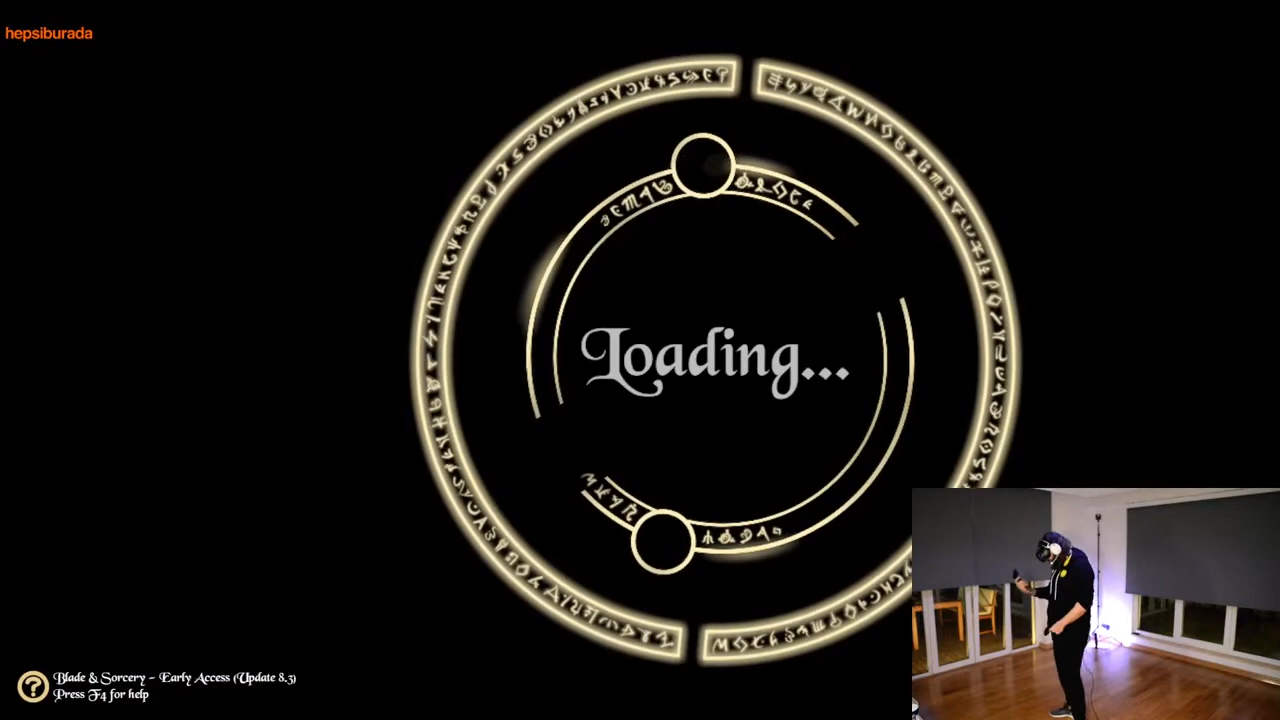 hepsiburada
Loading...
Blade & Sorcery - Early Access (Update 8.3)
Press F4 for help